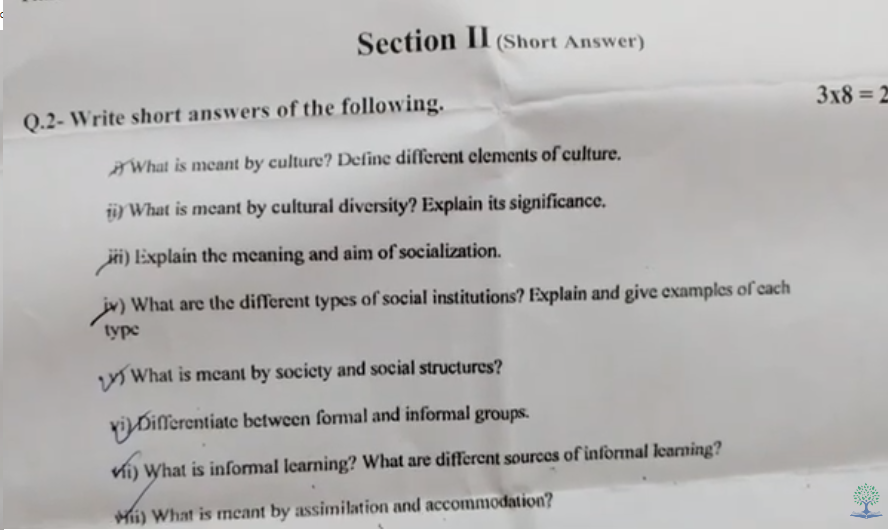 Section II (Short Answer)
Q.2- Write short answers of the following.
3x8 = 2
i) What is meant by culture? Define different elements of culture.
ii) What is meant by cultural diversity? Explain its significance.
iii) Explain the meaning and aim of socialization.
iv) What are the different types of social institutions? Explain and give examples of each
type
v) What is meant by society and social structures?
vi) Differentiate between formal and informal groups.
vii) What is informal learning? What are different sources of informal learning?
viii) What is meant by assimilation and accommodation?